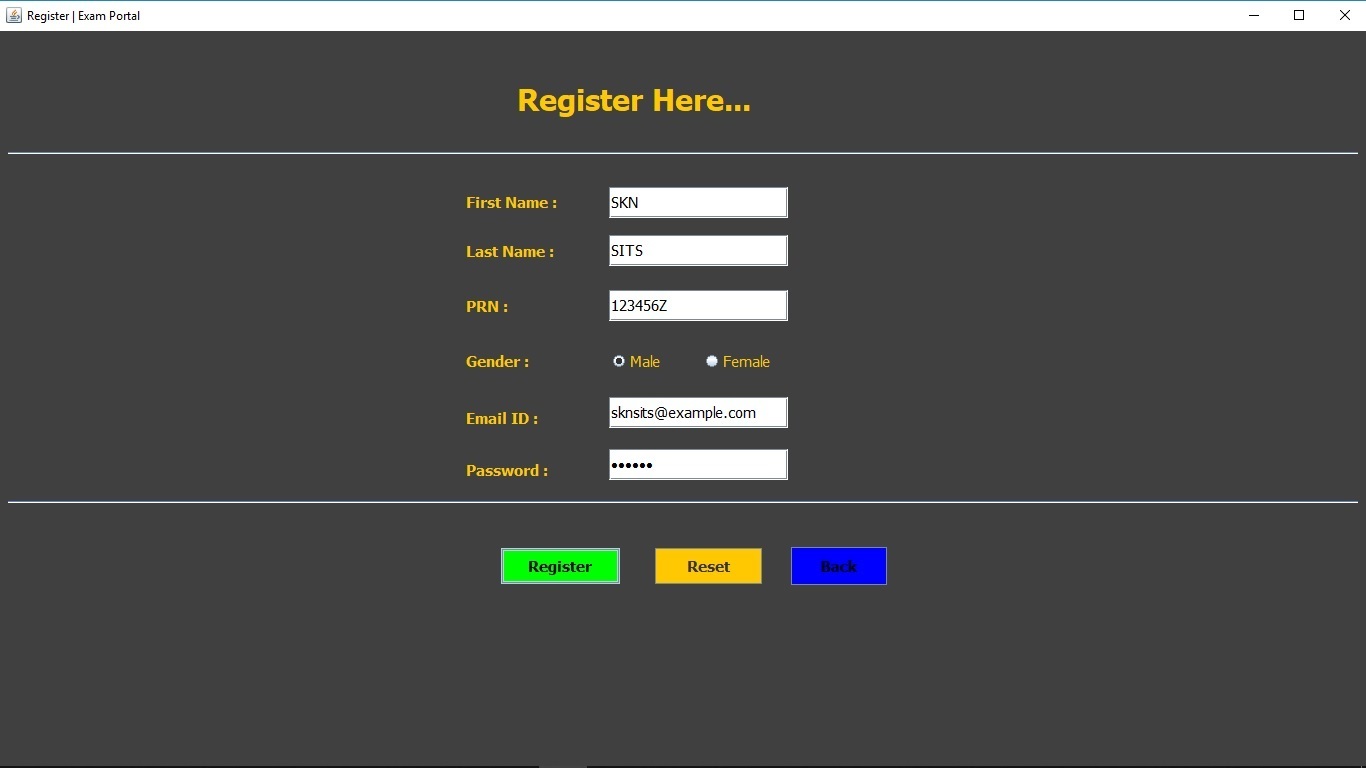 Register | Exam Portal
Register Here...
First Name : SKN
Last Name : SITS
PRN : 123456Z
Gender : Male Female
Email ID : sknsits@example.com
Password : ••••••
Register Reset Back